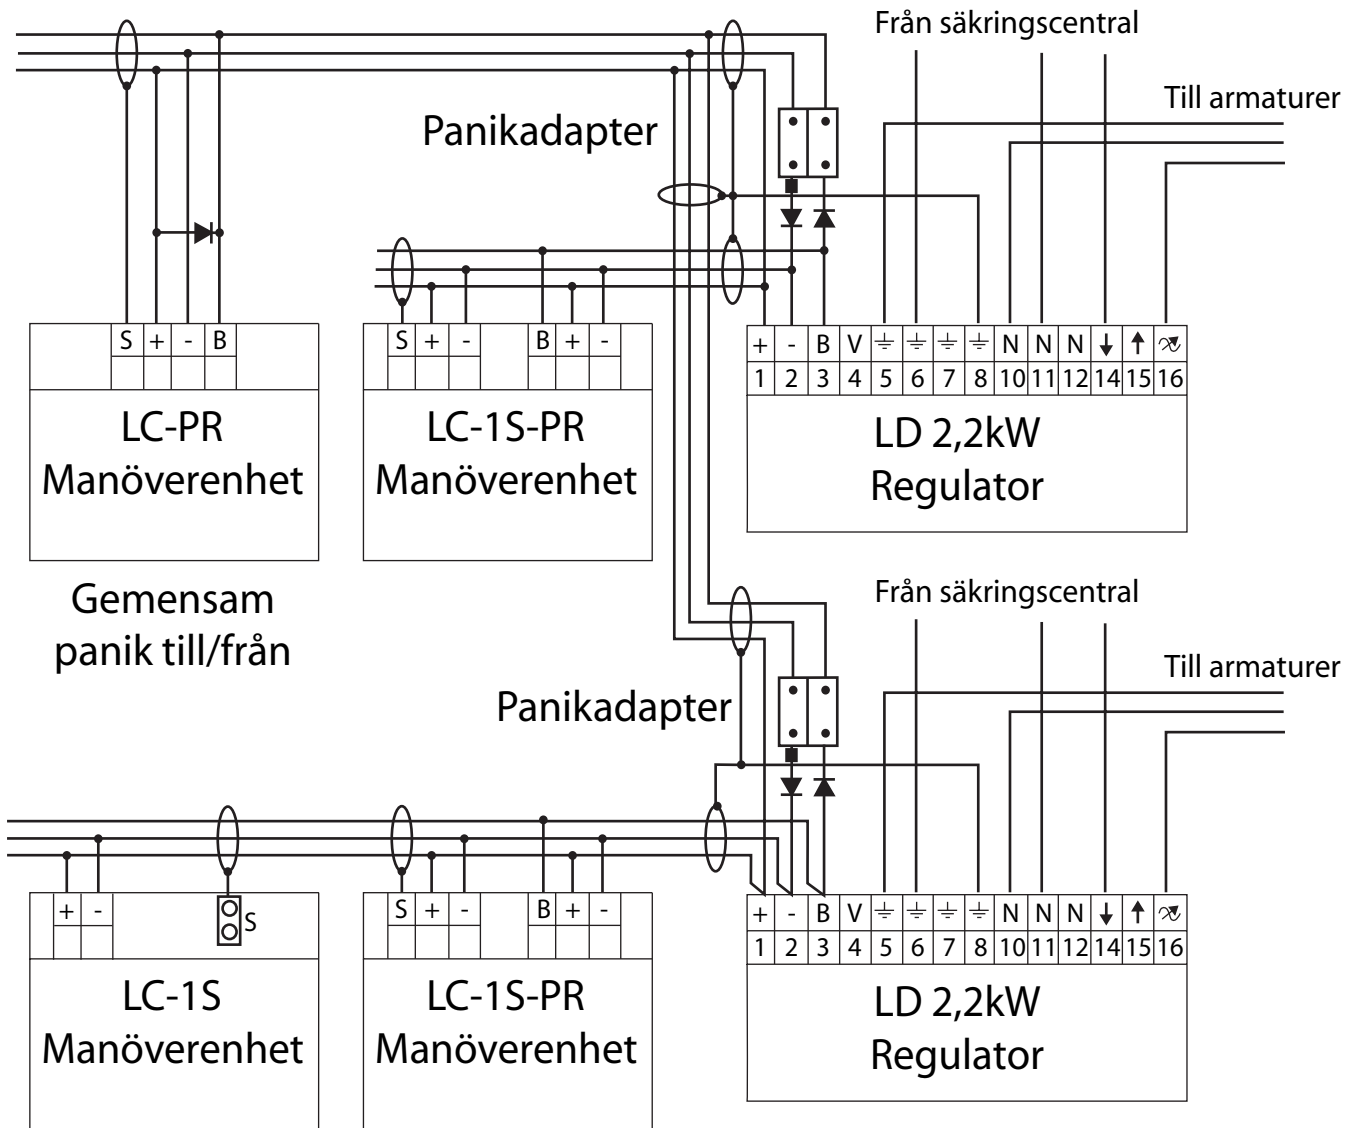 Från säkringscentral
Till armaturer
Panikadapter
S + - B
LC-PR
Manöverenhet
S + - B + -
LC-1S-PR
Manöverenhet
+ - B V ⏚ ⏚ ⏚ ⏚ N N N ↓ ↑
1 2 3 4 5 6 7 8 10 11 12 14 15 16
LD 2,2kW
Regulator
Gemensam
panik till/från
Från säkringscentral
Till armaturer
Panikadapter
+ - S
LC-1S
Manöverenhet
S + - B + -
LC-1S-PR
Manöverenhet
+ - B V ⏚ ⏚ ⏚ ⏚ N N N ↓ ↑
1 2 3 4 5 6 7 8 10 11 12 14 15 16
LD 2,2kW
Regulator